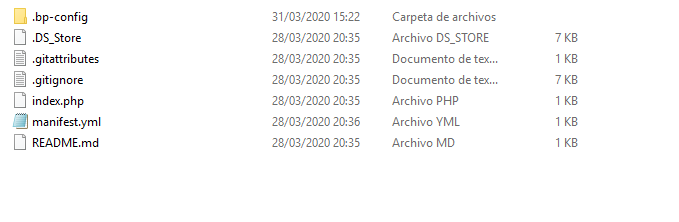 .bp-config 31/03/2020 15:22 Carpeta de archivos
.DS_Store 28/03/2020 20:35 Archivo DS_STORE 7 KB
.gitattributes 28/03/2020 20:35 Documento de tex... 1 KB
.gitignore 28/03/2020 20:35 Documento de tex... 7 KB
index.php 28/03/2020 20:35 Archivo PHP 1 KB
manifest.yml 28/03/2020 20:36 Archivo YML 1 KB
README.md 28/03/2020 20:35 Archivo MD 1 KB